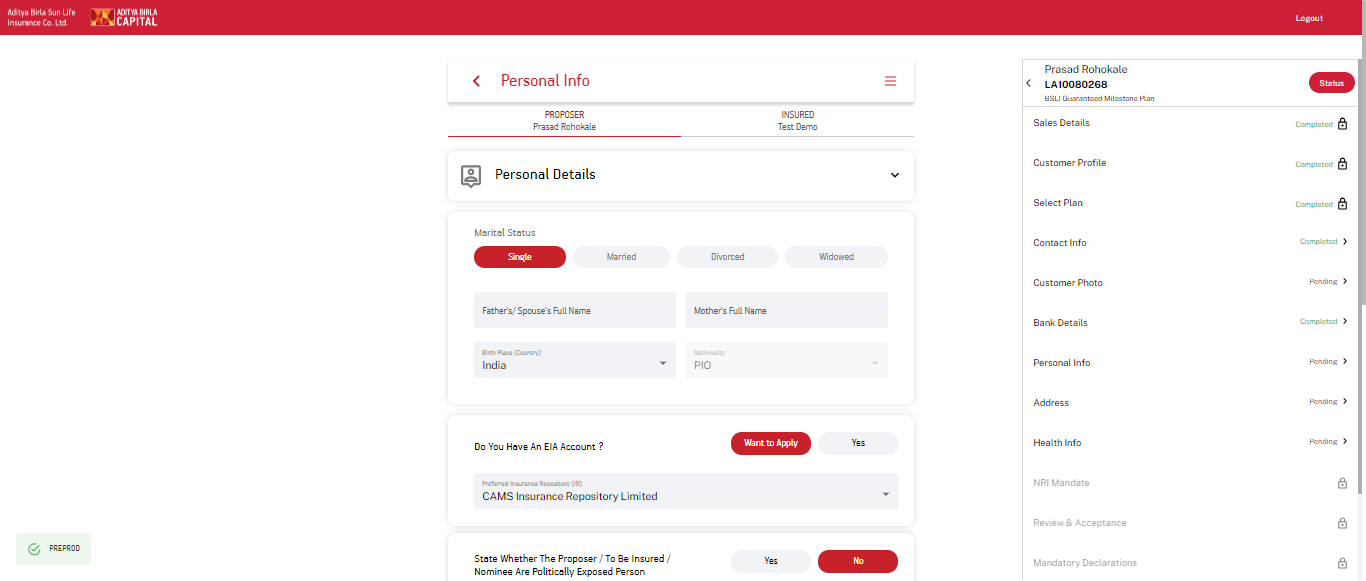 Aditya Birla Sun Life
Insurance Co. Ltd.
ADITYA BIRLA
CAPITAL
Logout
Personal Info
PROPOSER
Prasad Rohokale
INSURED
Test Demo
Personal Details
Marital Status
Single
Married
Divorced
Widowed
Father's/ Spouse's Full Name
Mother's Full Name
Birth Place (Country)
India
Nationality
PIO
Do You Have An EIA Account ?
Want to Apply
Yes
Preferred Insurance Repository (IR)
CAMS Insurance Repository Limited
State Whether The Proposer / To Be Insured /
Nominee Are Politically Exposed Person
Yes
No
PREPROD
Prasad Rohokale
LA10080268
BSLI Guaranteed Milestone Plan
Status
Sales Details
Completed
Customer Profile
Completed
Select Plan
Completed
Contact Info
Completed
Customer Photo
Pending
Bank Details
Completed
Personal Info
Pending
Address
Pending
Health Info
Pending
NRI Mandate
Review & Acceptance
Mandatory Declarations